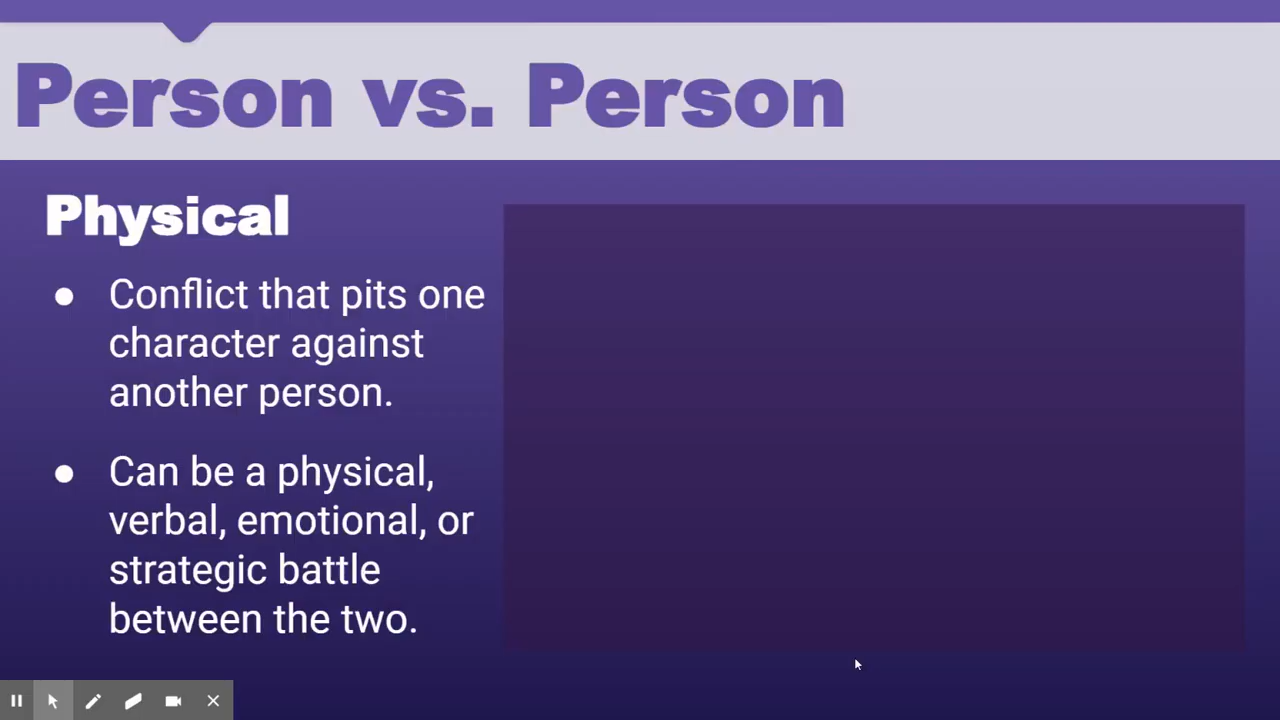 Person vs. Person
Physical
● Conflict that pits one
character against
another person.
● Can be a physical,
verbal, emotional, or
strategic battle
between the two.